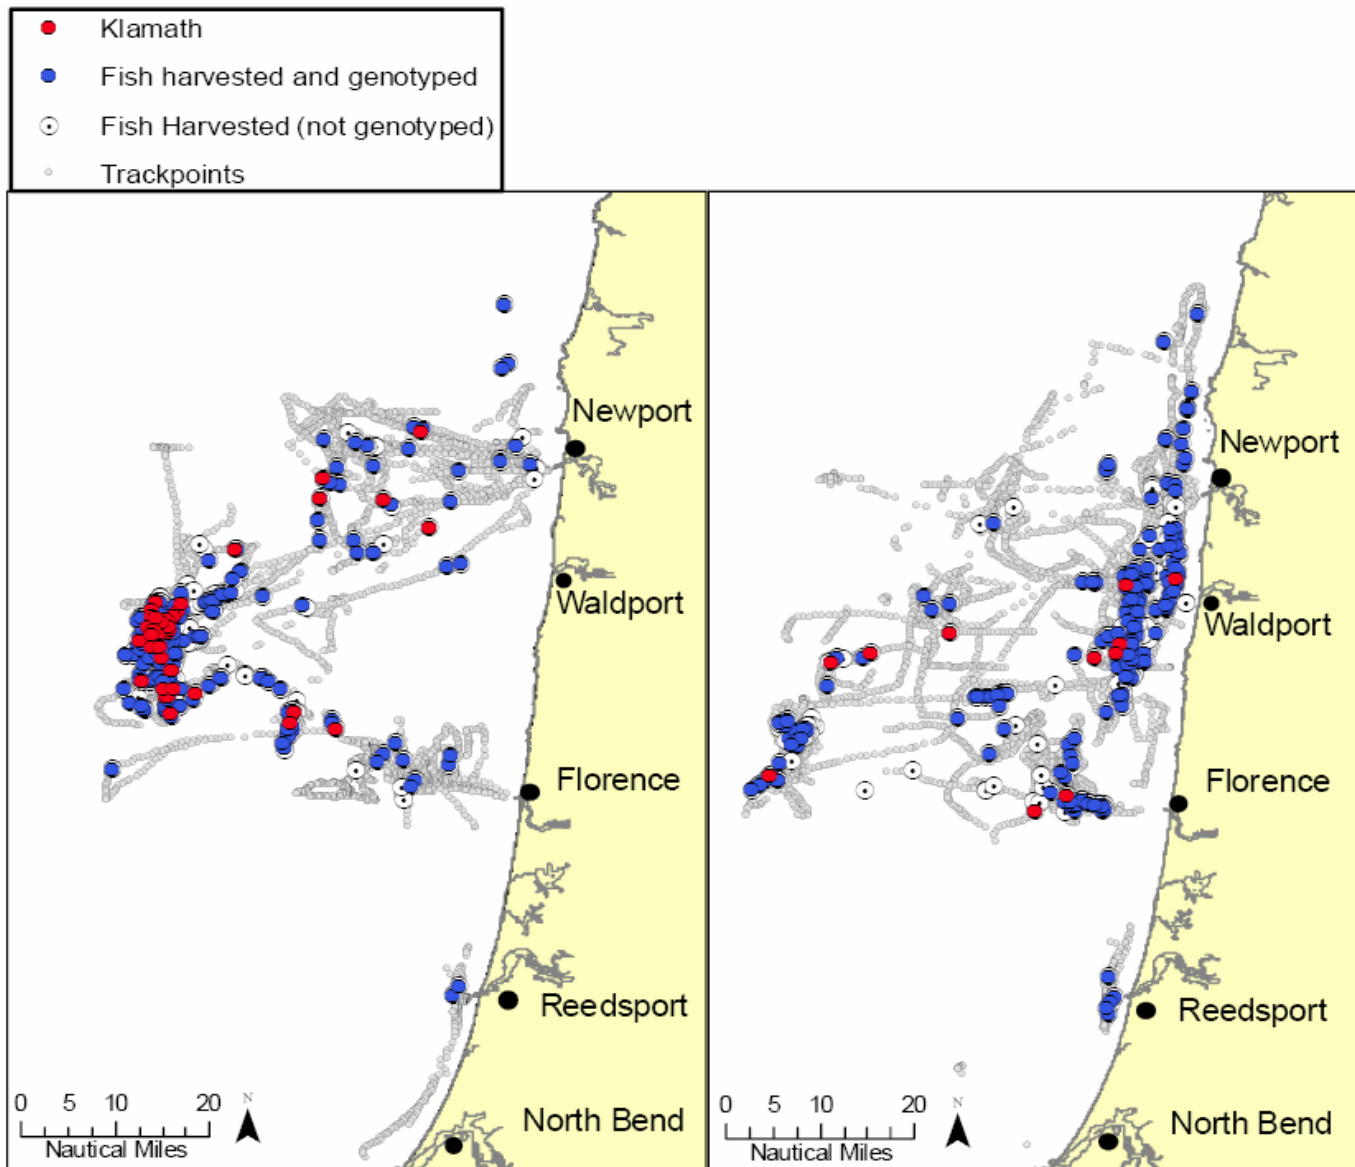 Klamath
Fish harvested and genotyped
Fish Harvested (not genotyped)
Trackpoints
Newport
Waldport
Florence
Reedsport
North Bend
0 5 10 20
Nautical Miles
N
Newport
Waldport
Florence
Reedsport
North Bend
0 5 10 20
Nautical Miles
N